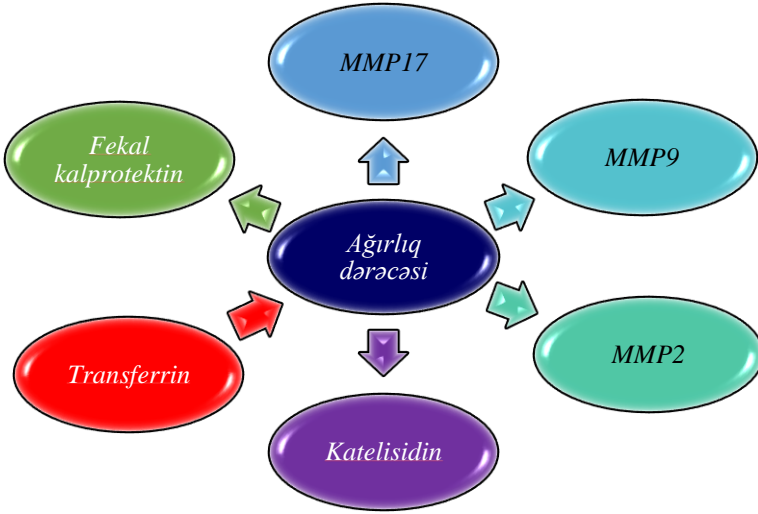 MMP17
Fekal
kalprotektin
MMP9
Ağırlıq
dərəcəsi
Transferrin
MMP2
Katelisidin